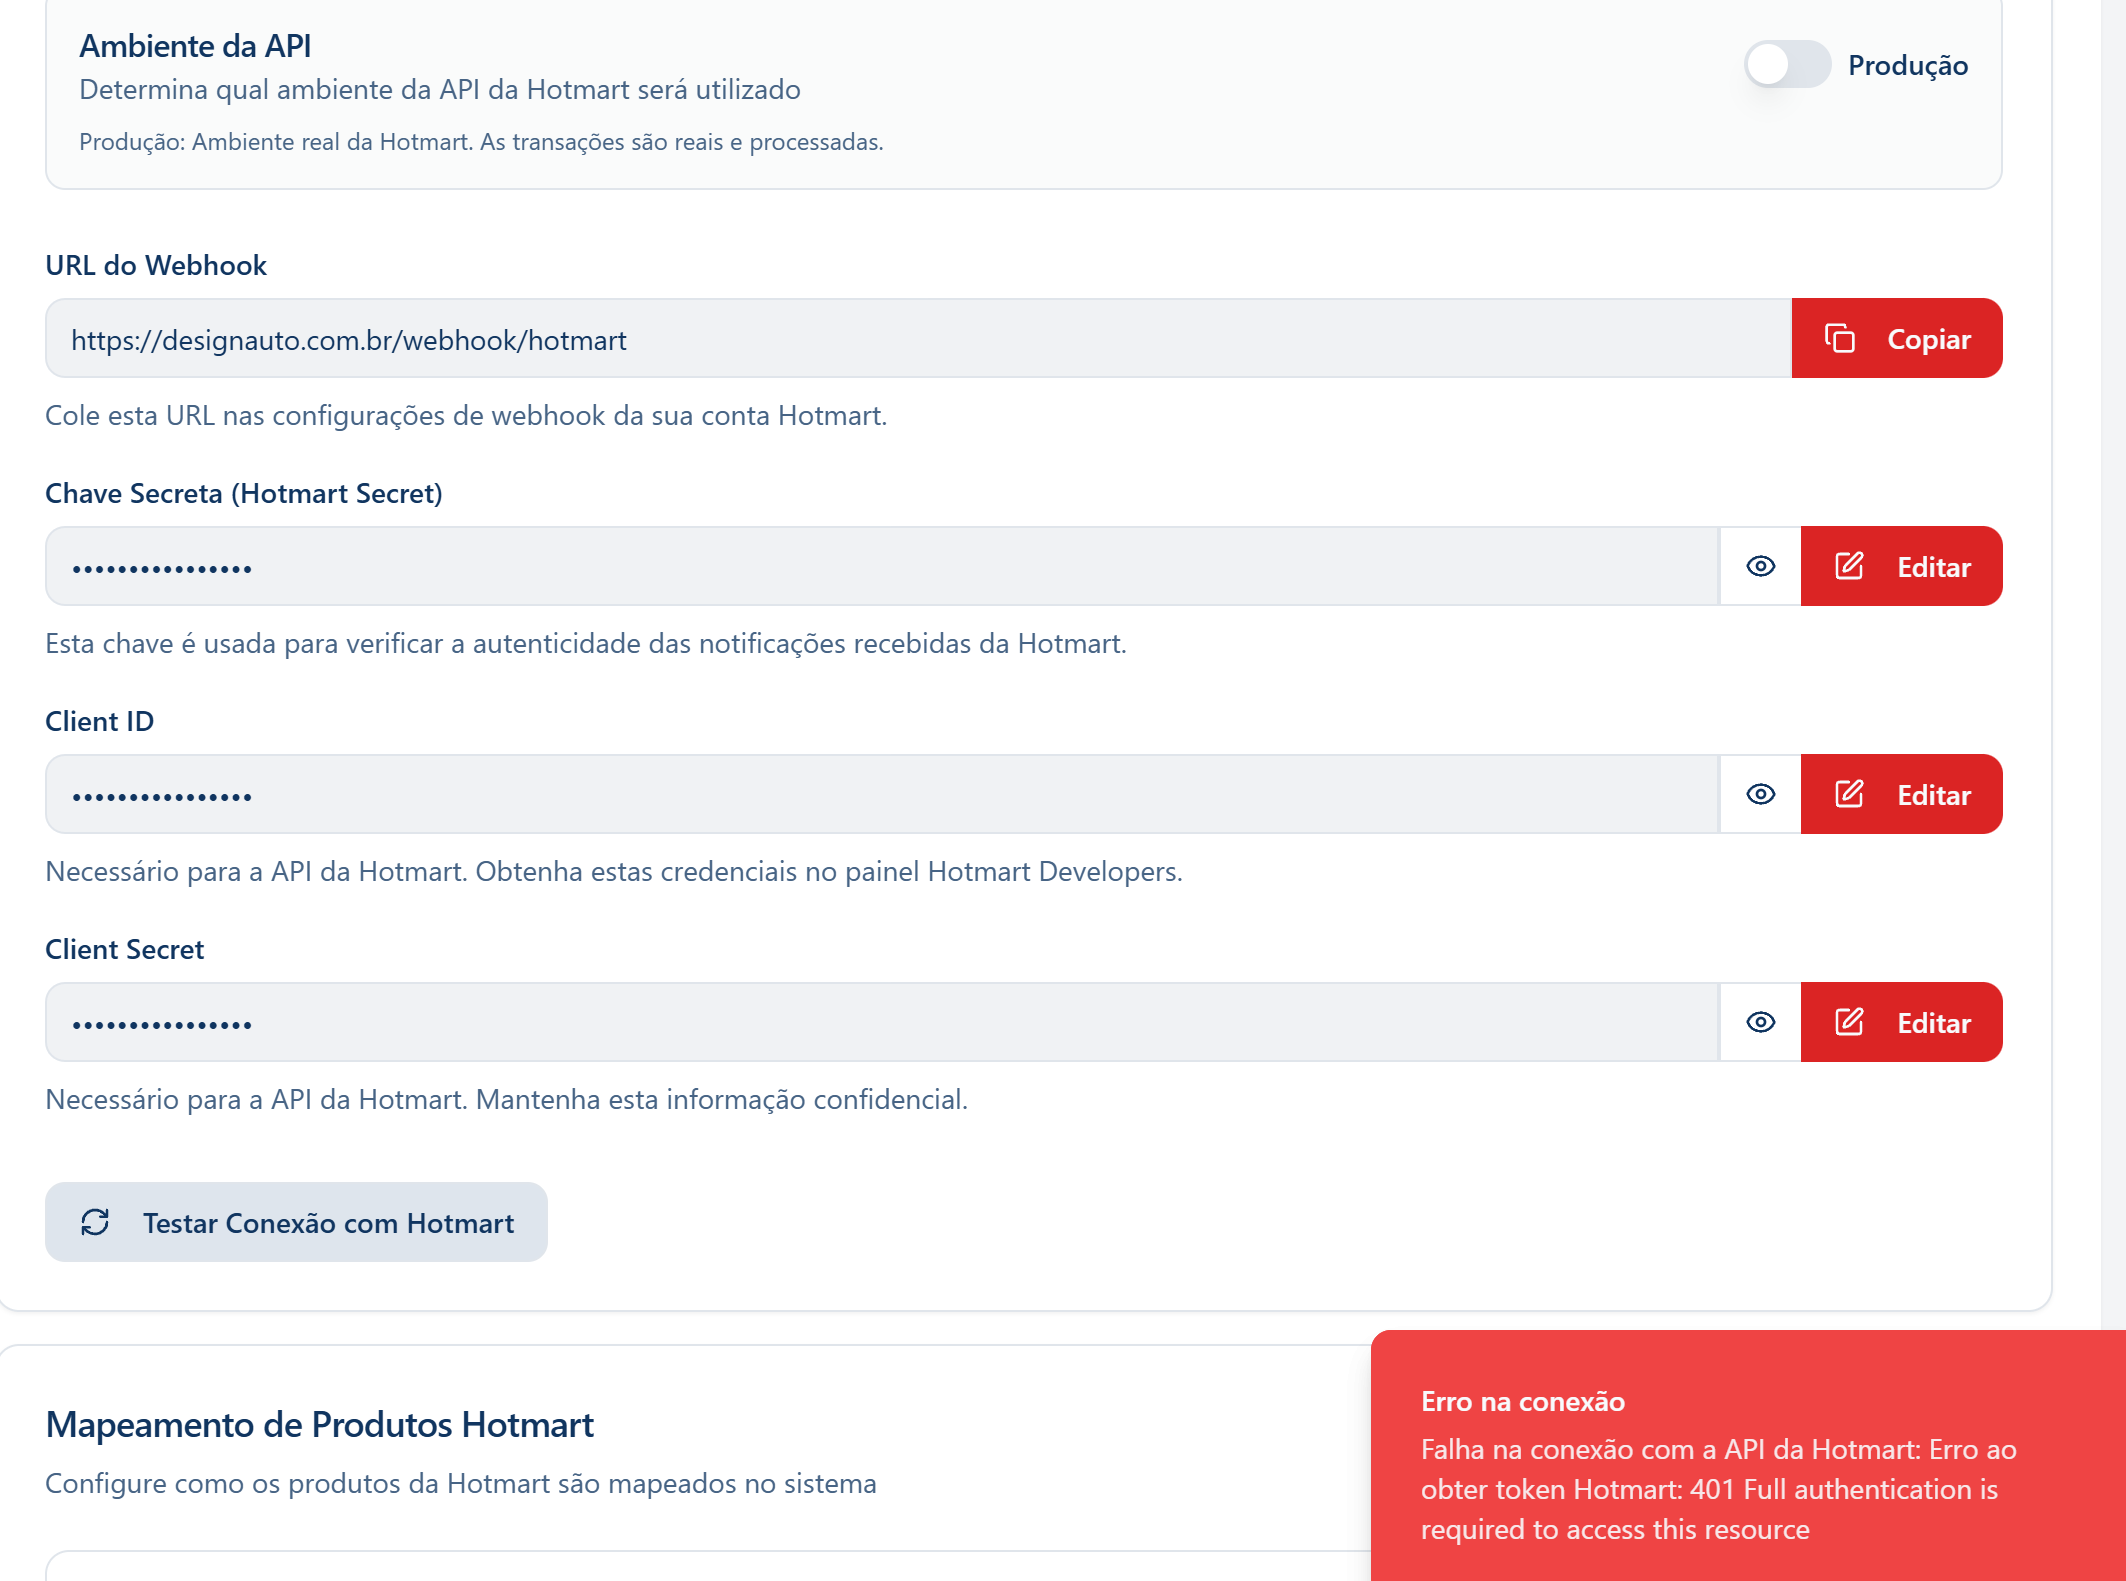 Ambiente da API
Determina qual ambiente da API da Hotmart será utilizado
Produção: Ambiente real da Hotmart. As transações são reais e processadas.
Produção
URL do Webhook
https://designauto.com.br/webhook/hotmart
Copiar
Cole esta URL nas configurações de webhook da sua conta Hotmart.
Chave Secreta (Hotmart Secret)
••••••••••••••••
Editar
Esta chave é usada para verificar a autenticidade das notificações recebidas da Hotmart.
Client ID
••••••••••••••••
Editar
Necessário para a API da Hotmart. Obtenha estas credenciais no painel Hotmart Developers.
Client Secret
••••••••••••••••
Editar
Necessário para a API da Hotmart. Mantenha esta informação confidencial.
Testar Conexão com Hotmart
Mapeamento de Produtos Hotmart
Configure como os produtos da Hotmart são mapeados no sistema
Erro na conexão
Falha na conexão com a API da Hotmart: Erro ao
obter token Hotmart: 401 Full authentication is
required to access this resource